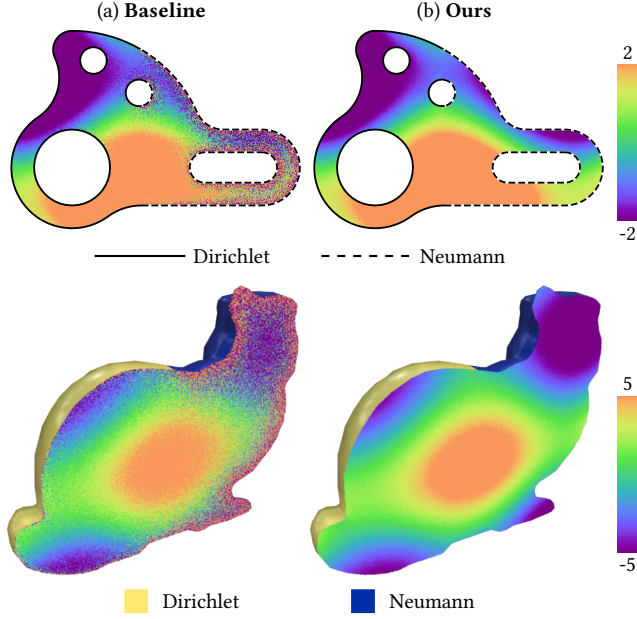 (a) Baseline
(b) Ours
2
-2
Dirichlet
Neumann
5
-5
Dirichlet
Neumann